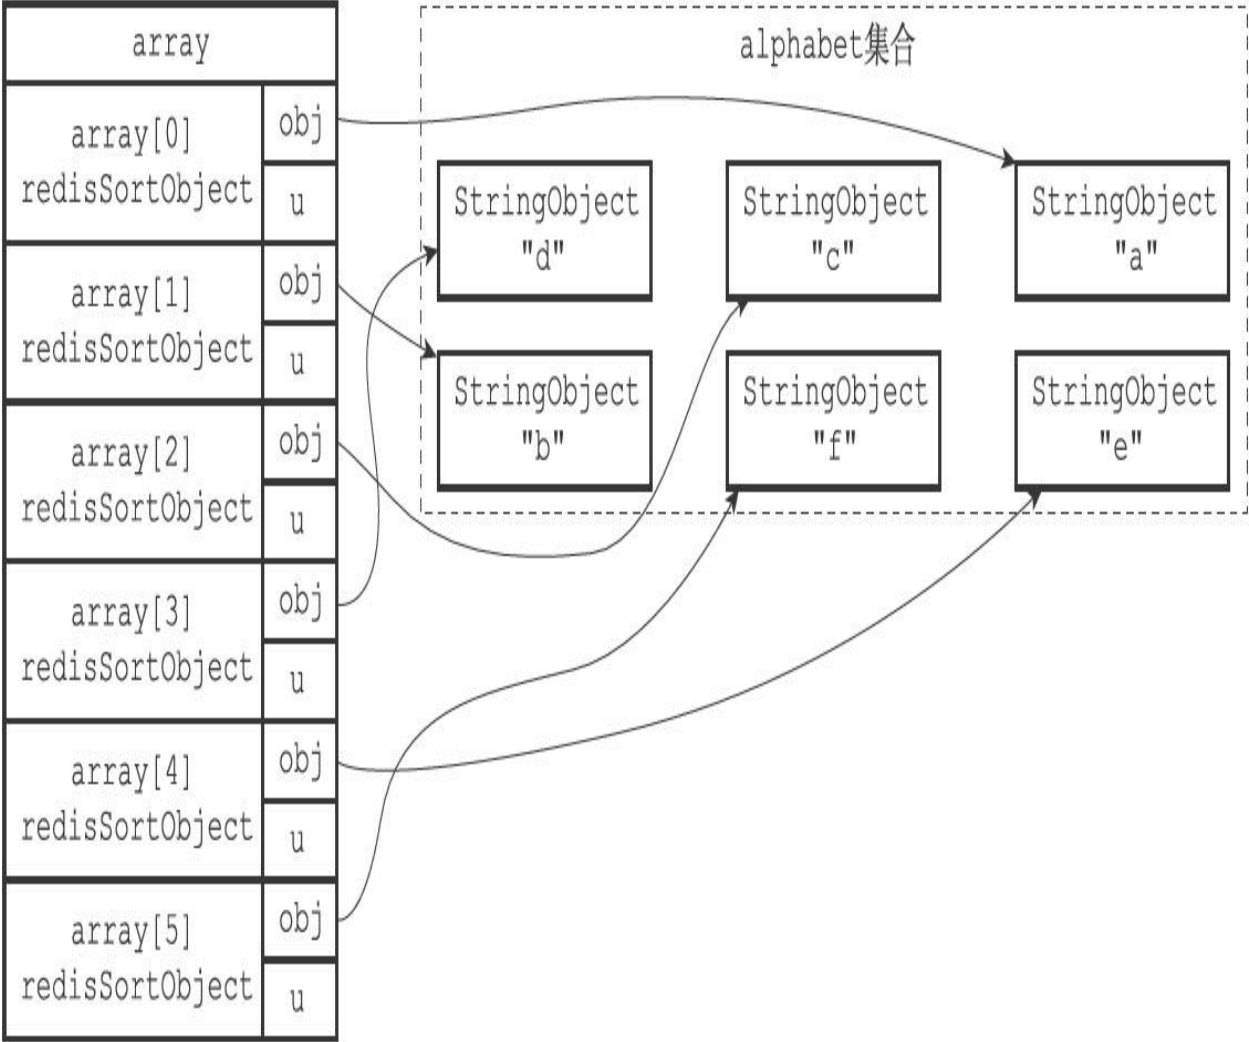 array
array[0]
redisSortObject
obj
u
array[1]
redisSortObject
obj
u
array[2]
redisSortObject
obj
u
array[3]
redisSortObject
obj
u
array[4]
redisSortObject
obj
u
array[5]
redisSortObject
obj
u
alphabet集合
StringObject
"d"
StringObject
"c"
StringObject
"a"
StringObject
"b"
StringObject
"f"
StringObject
"e"